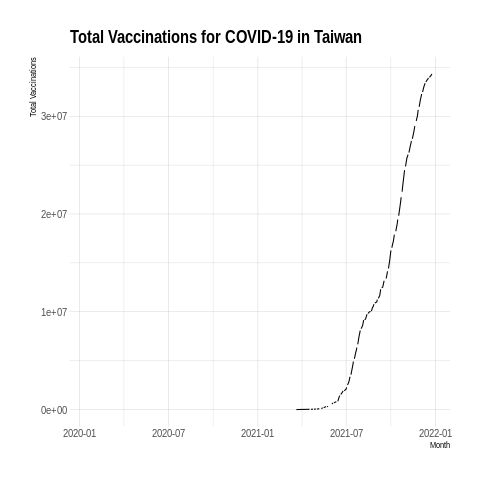 Total Vaccinations for COVID-19 in Taiwan
Total Vaccinations
3e+07
2e+07
1e+07
0e+00
2020-01 2020-07 2021-01 2021-07 2022-01
Month